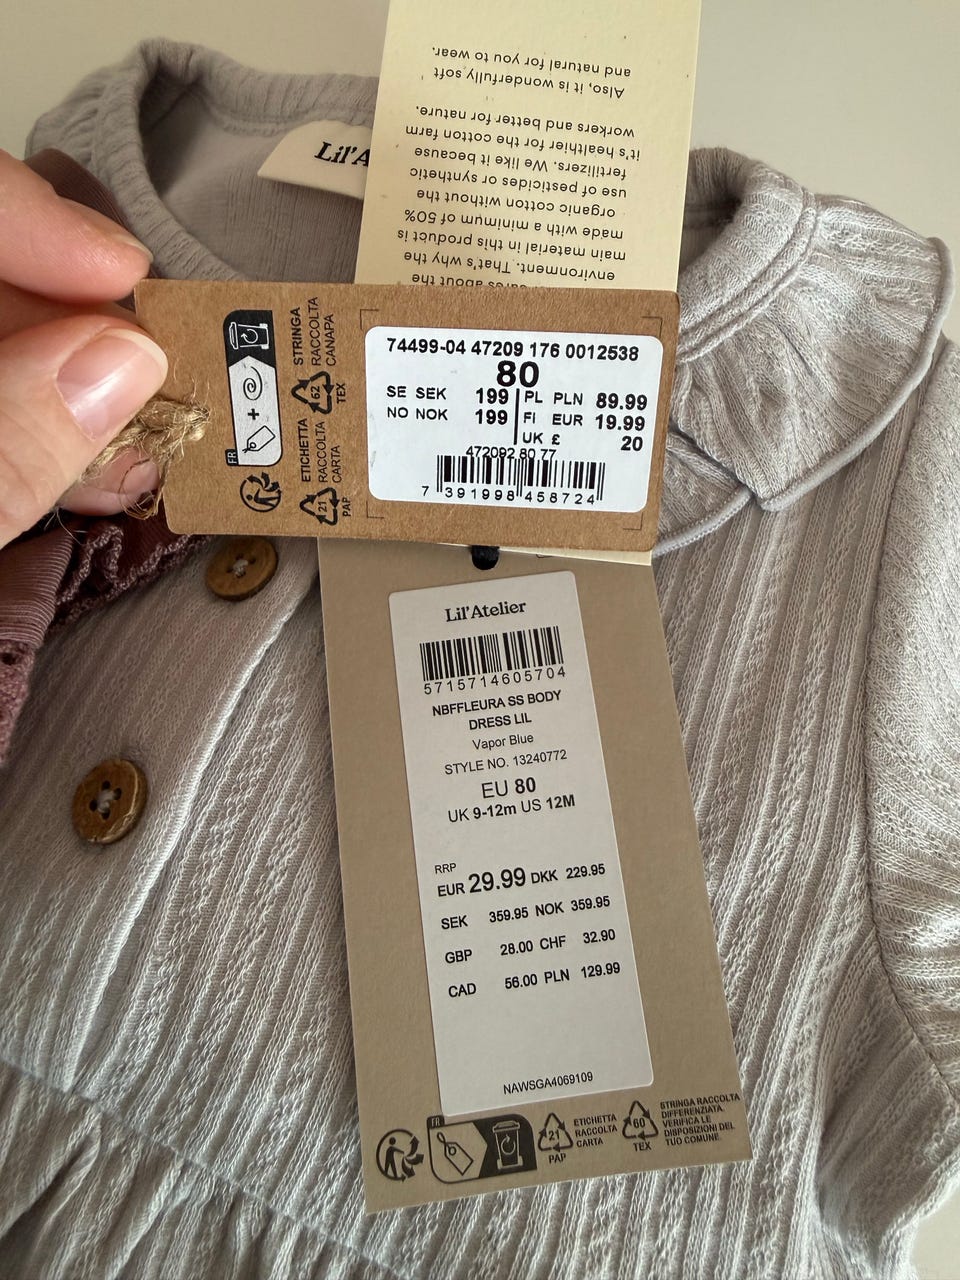 Lil'A
Also, it is wonderfully soft
and natural for you to wear.
environment. That's why the
main material in this product is
made with a minimum of 50%
organic cotton without the
use of pesticides or synthetic
fertilizers. We like it because
it's healthier for the cotton farm
workers and better for nature.
FR
ETICHETTA
RACCOLTA
CARTA
21
PAP
STRINGA
RACCOLTA
CANAPA
62
TEX
74499-04 47209 176 0012538
80
SE SEK 199 PL PLN 89.99
NO NOK 199 FI EUR 19.99
UK £ 20
472092 80 77
7 391998 458724
Lil'Atelier
5715714605704
NBFFLEURA SS BODY
DRESS LIL
Vapor Blue
STYLE NO. 13240772
EU 80
UK 9-12m US 12M
RRP
EUR 29.99 DKK 229.95
SEK 359.95 NOK 359.95
GBP 28.00 CHF 32.90
CAD 56.00 PLN 129.99
NAWSGA4069109
FR
21
PAP
ETICHETTA
RACCOLTA
CARTA
60
TEX
STRINGA RACCOLTA
DIFFERENZIATA.
VERIFICA LE
DISPOSIZIONI DEL
TUO COMUNE.